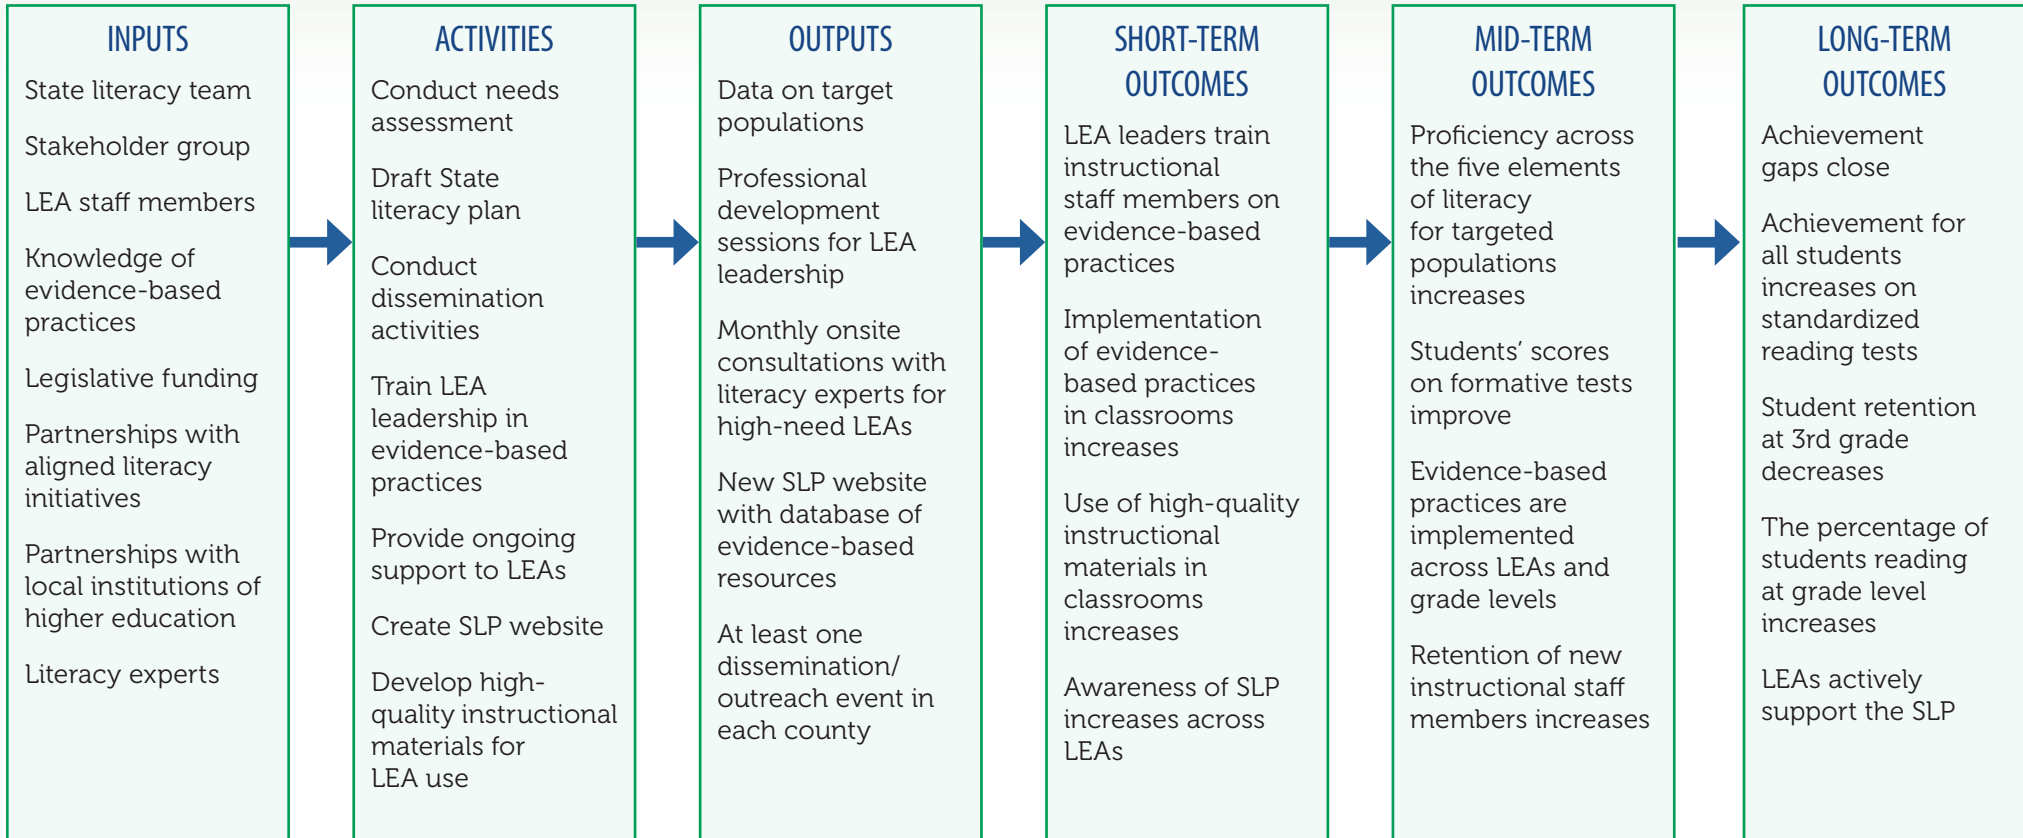 INPUTS
State literacy team
Stakeholder group
LEA staff members
Knowledge of
evidence-based
practices
Legislative funding
Partnerships with
aligned literacy
initiatives
Partnerships with
local institutions of
higher education
Literacy experts
ACTIVITIES
Conduct needs
assessment
Draft State
literacy plan
Conduct
dissemination
activities
Train LEA
leadership in
evidence-based
practices
Provide ongoing
support to LEAs
Create SLP website
Develop high-
quality instructional
materials for
LEA use
OUTPUTS
Data on target
populations
Professional
development
sessions for LEA
leadership
Monthly onsite
consultations with
literacy experts for
high-need LEAs
New SLP website
with database of
evidence-based
resources
At least one
dissemination/
outreach event in
each county
SHORT-TERM
OUTCOMES
LEA leaders train
instructional
staff members on
evidence-based
practices
Implementation
of evidence-
based practices
in classrooms
increases
Use of high-quality
instructional
materials in
classrooms
increases
Awareness of SLP
increases across
LEAs
MID-TERM
OUTCOMES
Proficiency across
the five elements
of literacy
for targeted
populations
increases
Students’ scores
on formative tests
improve
Evidence-based
practices are
implemented
across LEAs and
grade levels
Retention of new
instructional staff
members increases
LONG-TERM
OUTCOMES
Achievement
gaps close
Achievement for
all students
increases on
standardized
reading tests
Student retention
at 3rd grade
decreases
The percentage of
students reading
at grade level
increases
LEAs actively
support the SLP